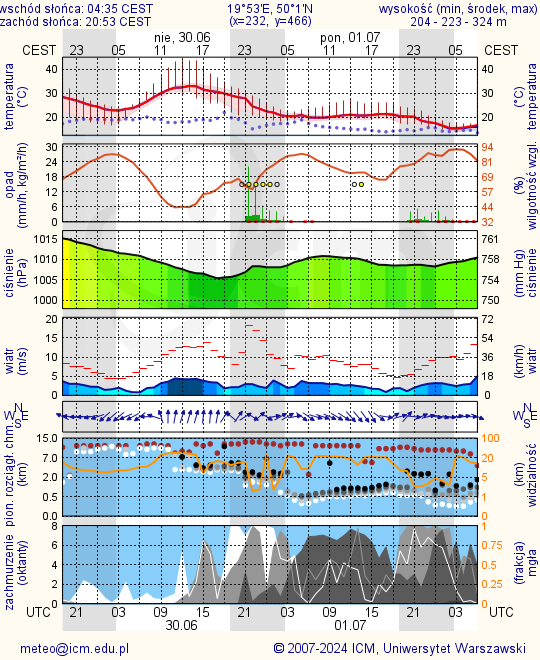 wschód słońca: 04:35 CEST 19°53'E, 50°1'N wysokość (min, środek, max)
zachód słońca: 20:53 CEST (x=232, y=466) 204 - 223 - 324 m
nie, 30.06 pon, 01.07
CEST 23 05 11 17 23 05 11 17 23 05 CEST
temperatura (°C)
40 30 20
40 30 20
(°C) temperatura
opad (mm/h, kg/m²/h)
30 27 24 21 18 15 12 9 6 3 0
94 81 69 57 44 32
(%) wilgotność wzgl.
ciśnienie (hPa)
1015 1010 1005 1000
761 758 754 750
(mm Hg) ciśnienie
wiatr (m/s)
20 15 10 5 0
72 54 36 18 0
(km/h) wiatr
N W E S
N W E S
pion. rozciągł. chm. (km)
15.0 7.0 2.0 0.5 0.0
100 20 5 1 0
widzialność (km)
zachmurzenie (oktanty)
8 6 4 2 0
1 0.75 0.5 0.25 0
(frakcja) mgła
UTC 21 03 09 15 21 03 09 15 21 03 UTC
30.06 01.07
meteo@icm.edu.pl © 2007-2024 ICM, Uniwersytet Warszawski